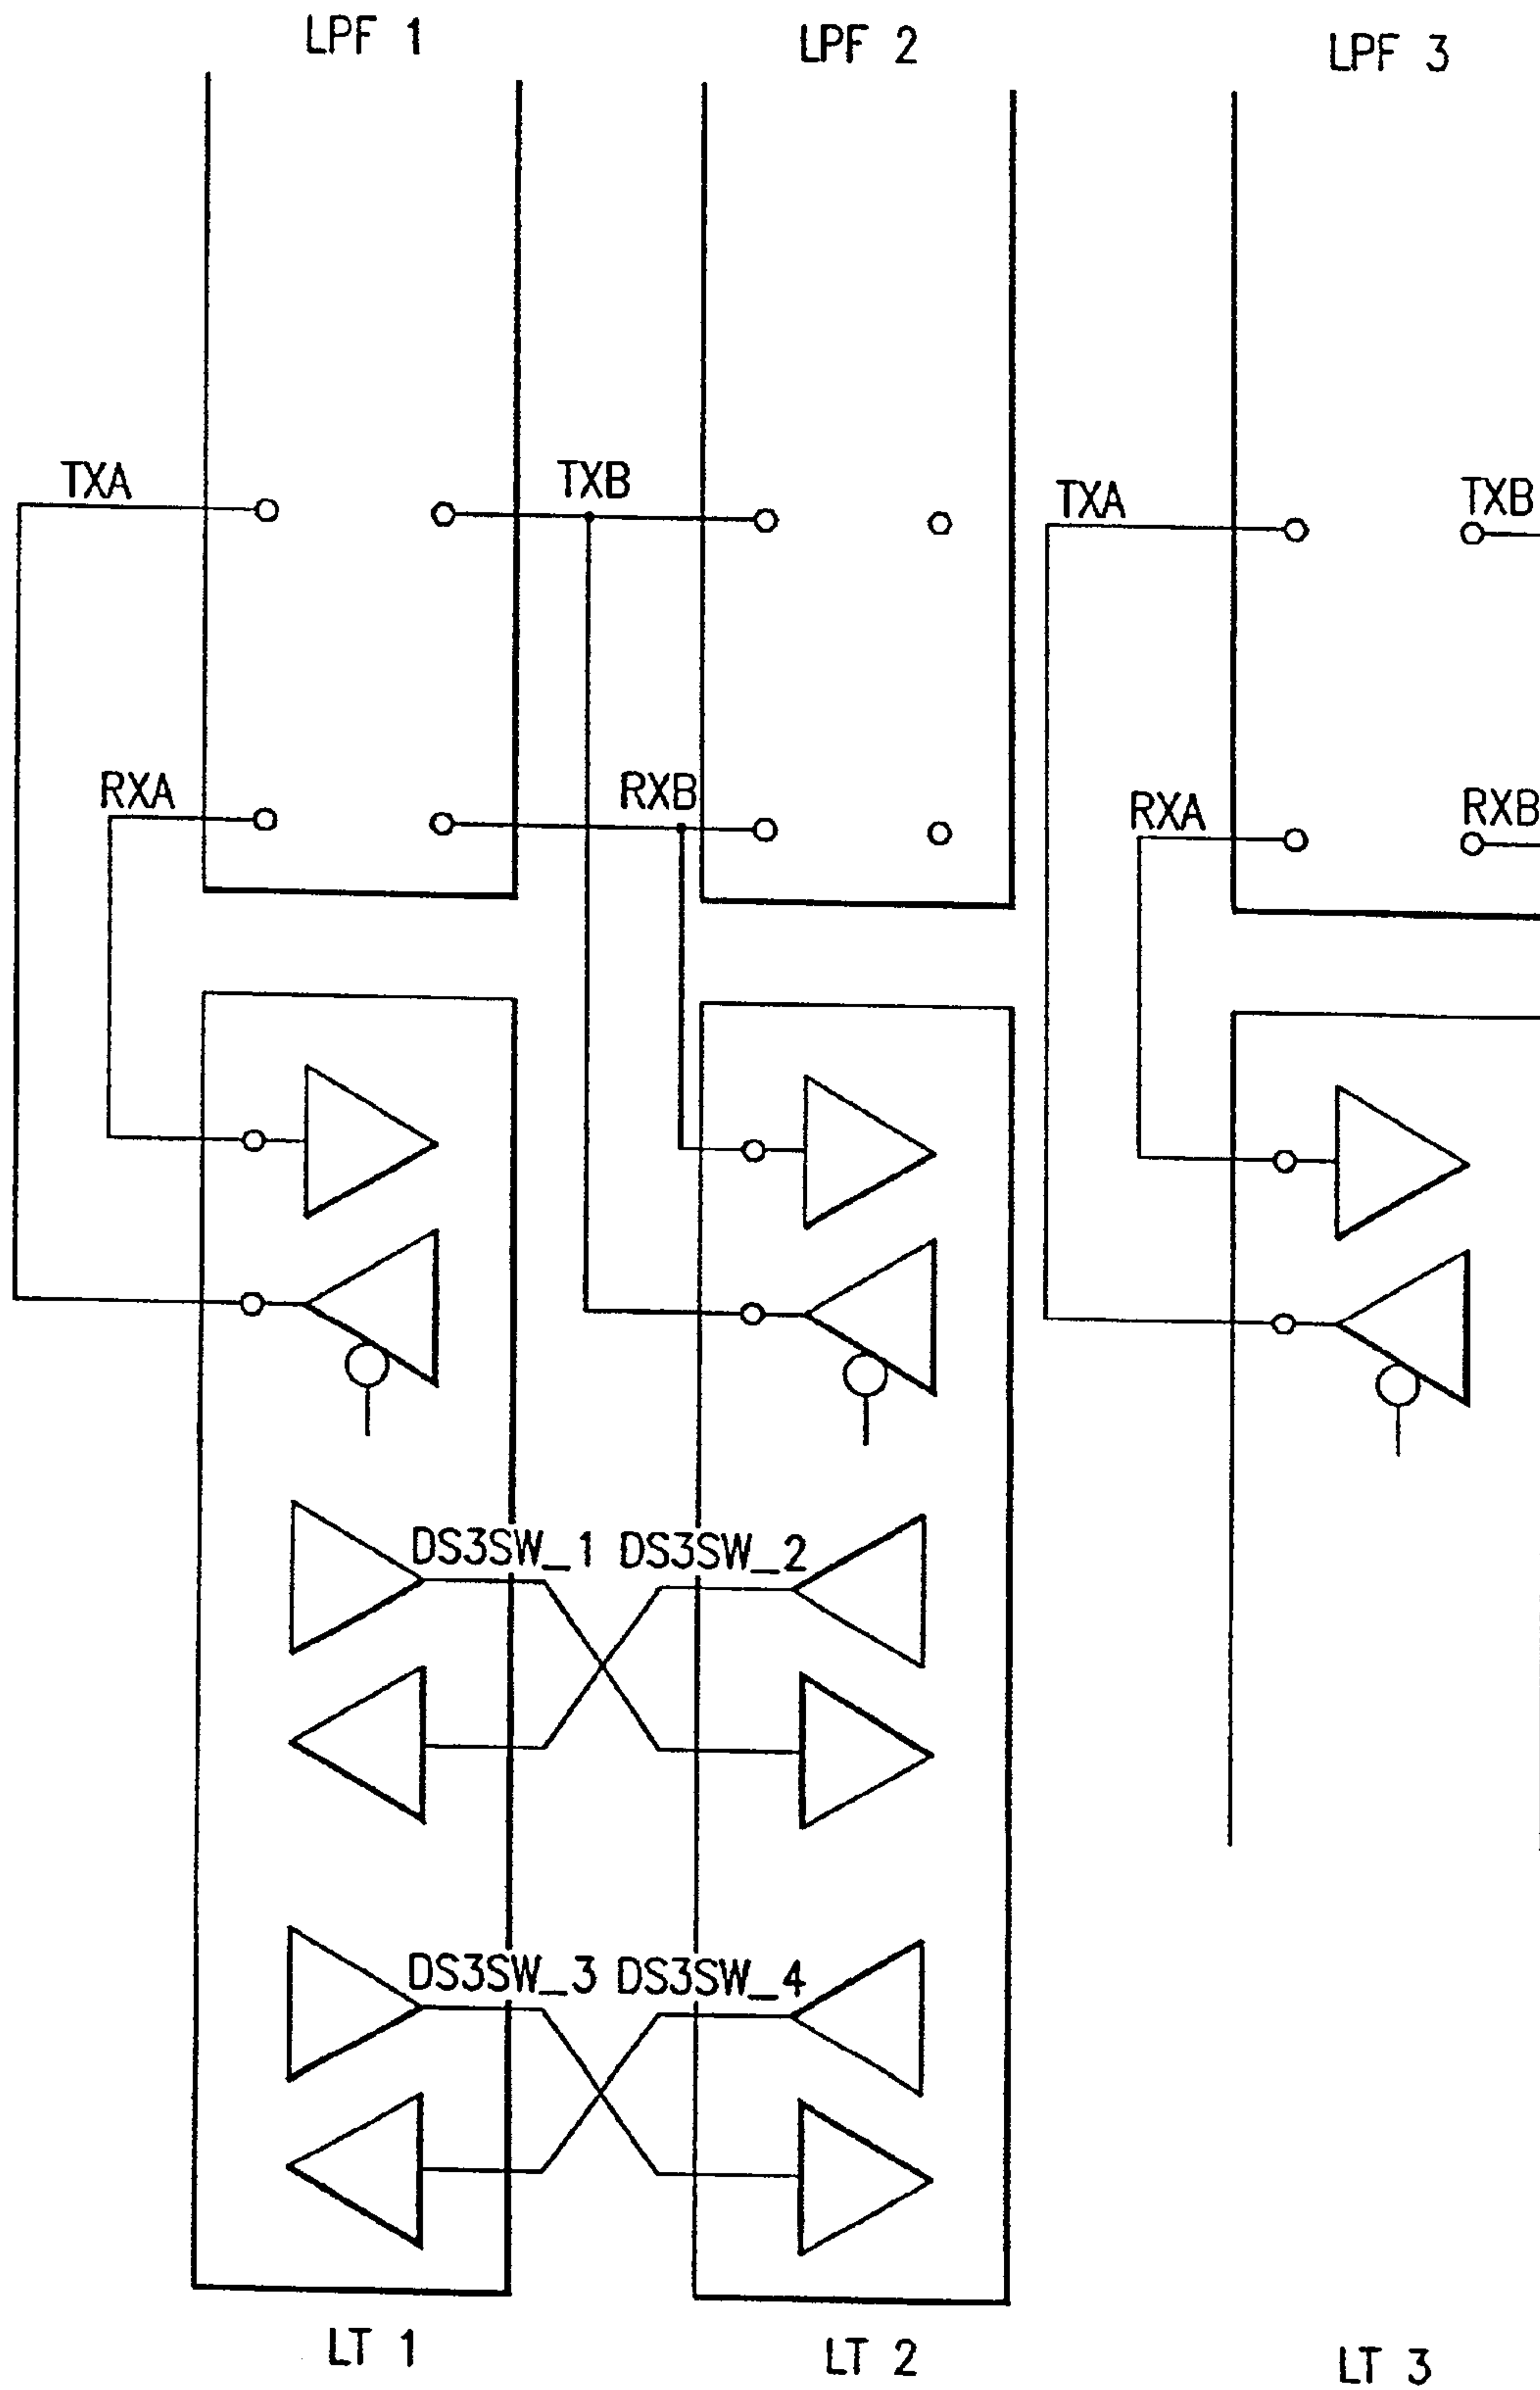 LPF 1
LPF 2
LPF 3
TXA
TXB
TXA
TXB
RXA
RXB
RXA
RXB
DS3SW_1
DS3SW_2
DS3SW_3
DS3SW_4
LT 1
LT 2
LT 3